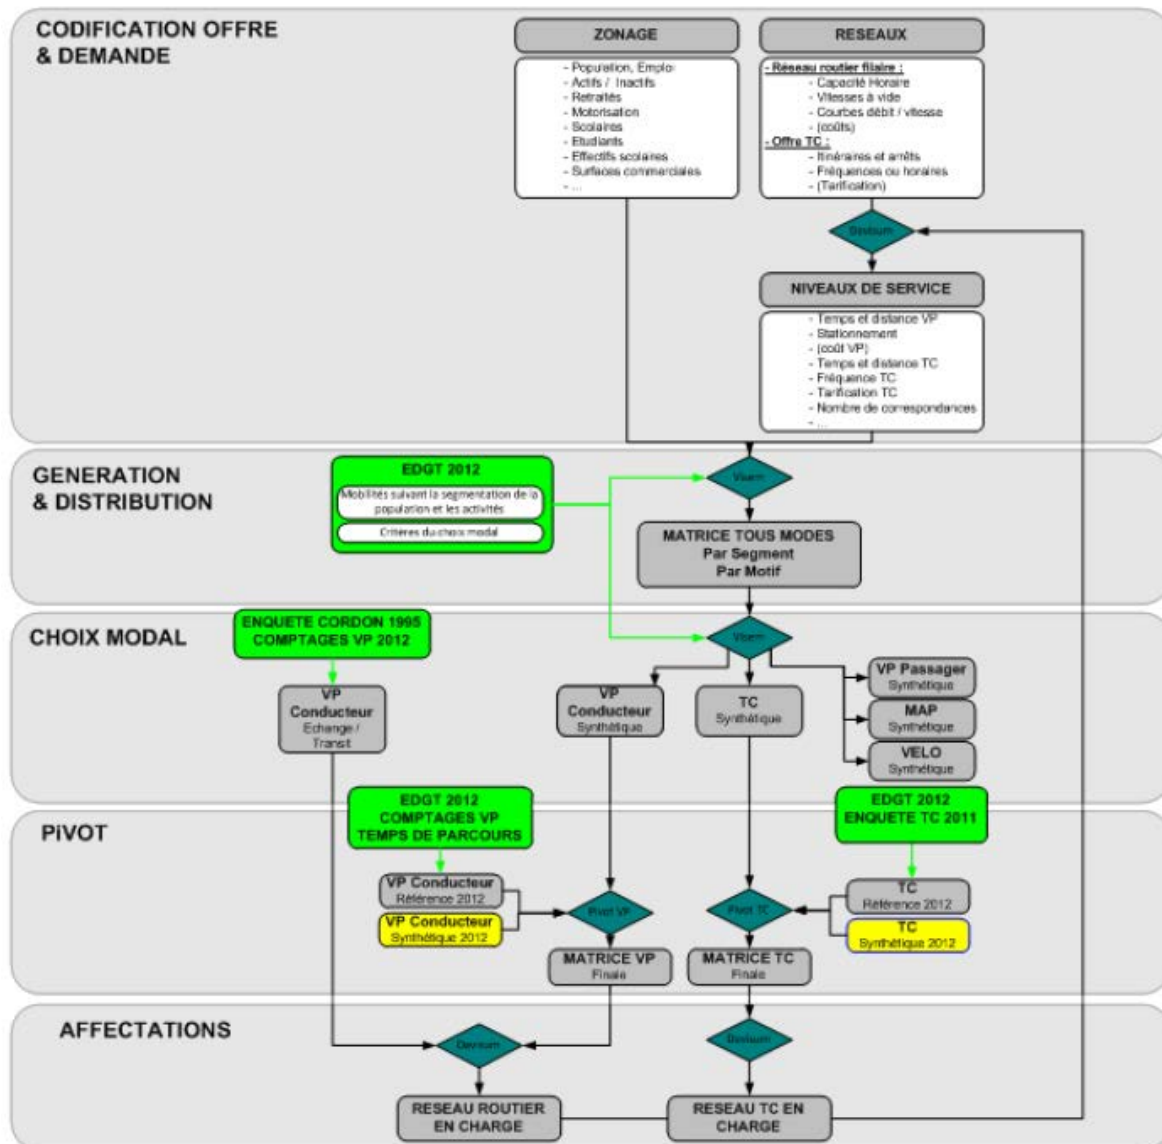 CODIFICATION OFFRE
& DEMANDE
ZONAGE
- Population, Emploi
- Actifs / Inactifs
- Retraités
- Motorisation
- Scolaires
- Etudiants
- Effectifs scolaires
- Surfaces commerciales
- ...
RESEAUX
- Réseau routier filaire :
- Capacité Horaire
- Vitesses à vide
- Courbes débit / vitesse
- (coûts)
- Offre TC :
- Itinéraires et arrêts
- Fréquences ou horaires
- (Tarification)
Davisum
NIVEAUX DE SERVICE
- Temps et distance VP
- Stationnement
- (coût VP)
- Temps et distance TC
- Fréquence TC
- Tarification TC
- Nombre de correspondances
- ...
GENERATION
& DISTRIBUTION
EDGT 2012
Mobilités suivant la segmentation de la
population et les activités
Critères du choix modal
Visem
MATRICE TOUS MODES
Par Segment
Par Motif
CHOIX MODAL
ENQUETE CORDON 1995
COMPTAGES VP 2012
Visem
VP
Conducteur
Echange /
Transit
VP
Conducteur
Synthétique
TC
Synthétique
VP Passager
Synthétique
MAP
Synthétique
VELO
Synthétique
PiVOT
EDGT 2012
COMPTAGES VP
TEMPS DE PARCOURS
EDGT 2012
ENQUETE TC 2011
VP Conducteur
Référence 2012
VP Conducteur
Synthétique 2012
Pivot VP
Pivot TC
TC
Référence 2012
TC
Synthétique 2012
MATRICE VP
Finale
MATRICE TC
Finale
AFFECTATIONS
Davisum
Davisum
RESEAU ROUTIER
EN CHARGE
RESEAU TC EN
CHARGE